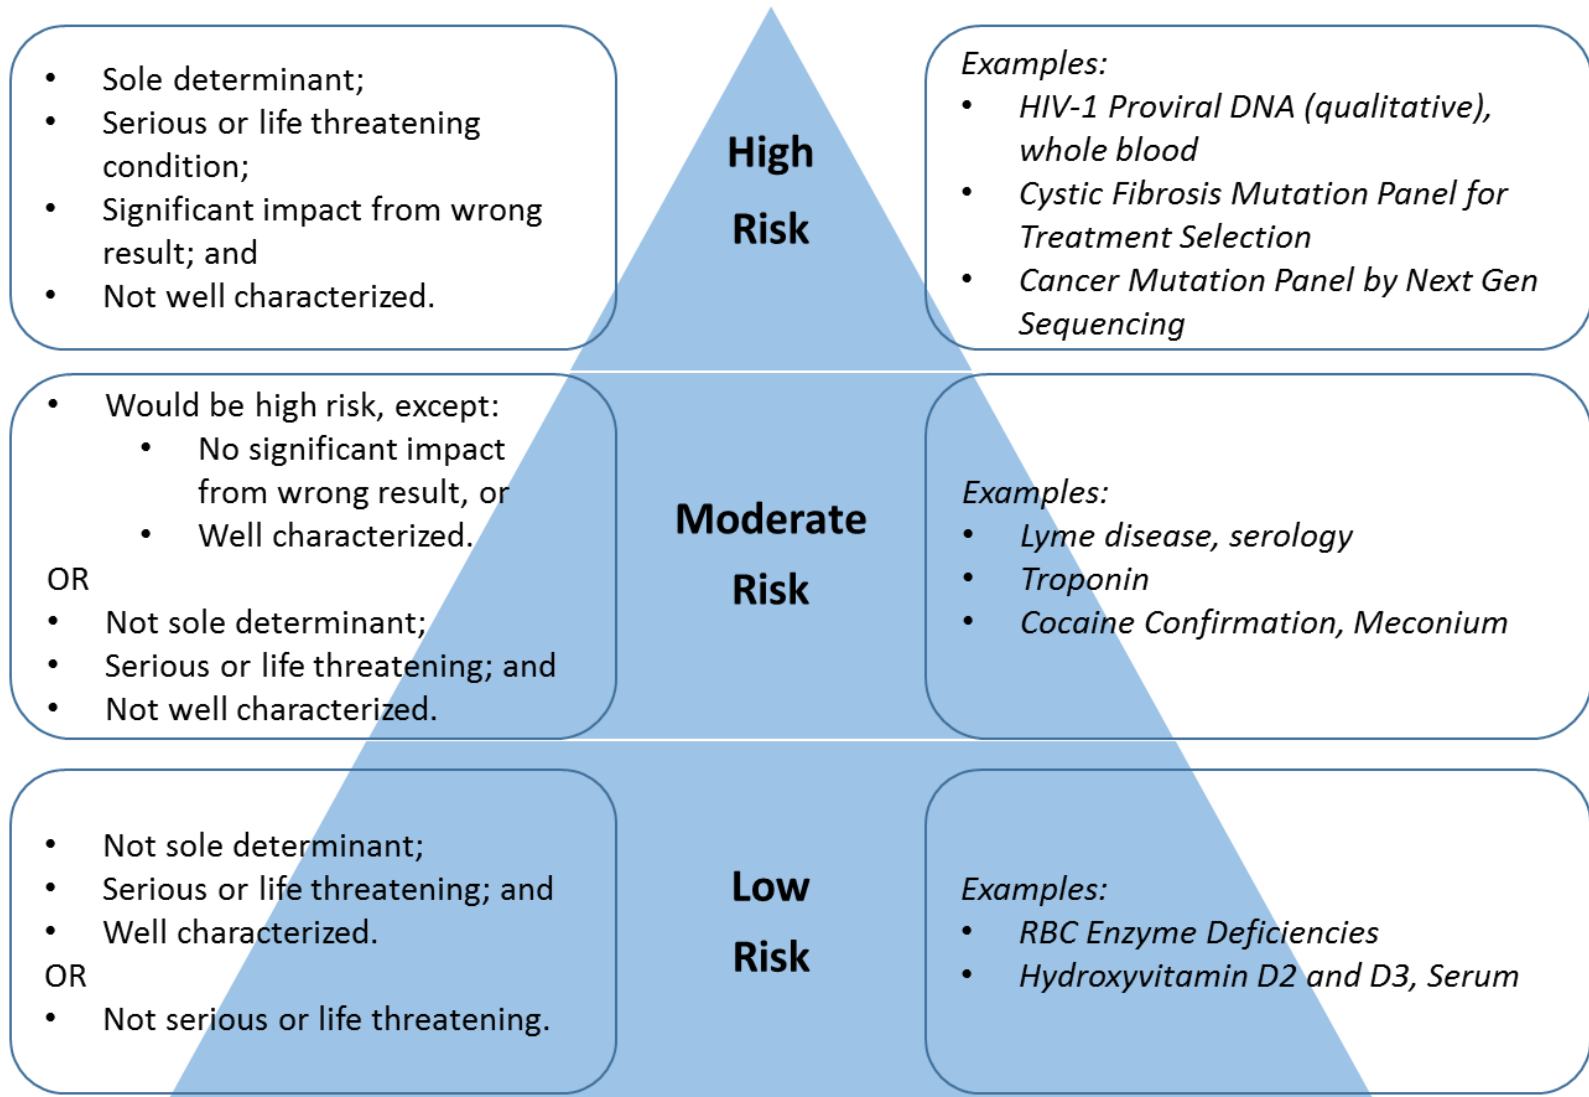 • Sole determinant;
• Serious or life threatening
condition;
• Significant impact from wrong
result; and
• Not well characterized.
High
Risk
Examples:
• HIV-1 Proviral DNA (qualitative),
whole blood
• Cystic Fibrosis Mutation Panel for
Treatment Selection
• Cancer Mutation Panel by Next Gen
Sequencing
• Would be high risk, except:
• No significant impact
from wrong result, or
• Well characterized.
OR
• Not sole determinant;
• Serious or life threatening; and
• Not well characterized.
Moderate
Risk
Examples:
• Lyme disease, serology
• Troponin
• Cocaine Confirmation, Meconium
• Not sole determinant;
• Serious or life threatening; and
• Well characterized.
OR
• Not serious or life threatening.
Low
Risk
Examples:
• RBC Enzyme Deficiencies
• Hydroxyvitamin D2 and D3, Serum